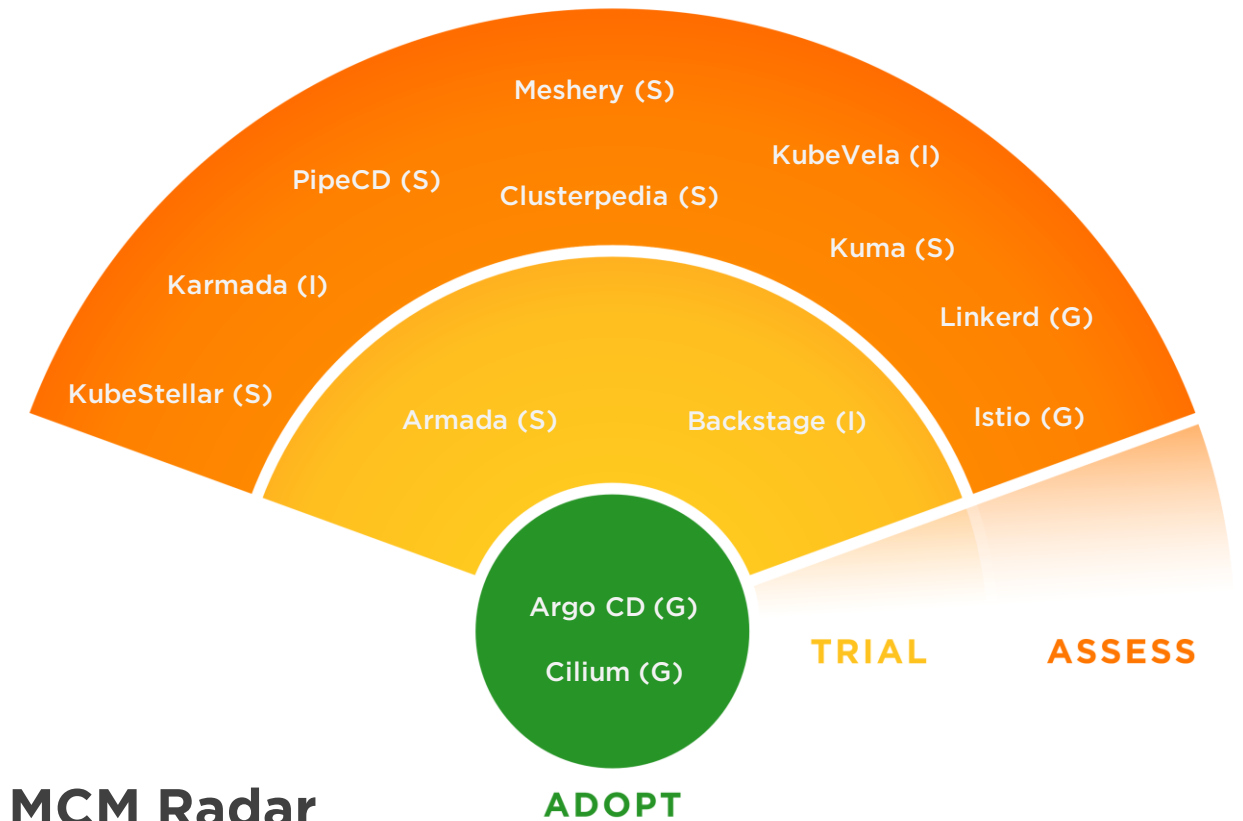 Meshery (S)
KubeVela (I)
PipeCD (S)
Clusterpedia (S)
Kuma (S)
Karmada (I)
Linkerd (G)
KubeStellar (S)
Armada (S)
Backstage (I)
Istio (G)
Argo CD (G)
Cilium (G)
TRIAL
ASSESS
ADOPT
MCM Radar